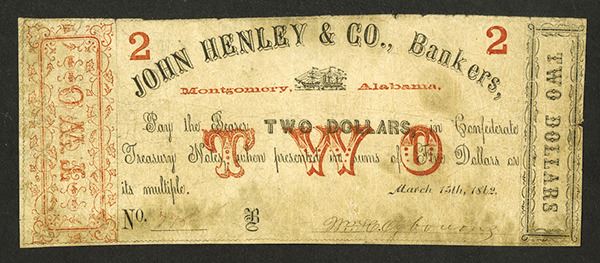 2
2
JOHN HENLEY & CO., Bankers,
Montgomery, Alabama,
Pay the Bearer TWO DOLLARS, in Confederate
Treasury Notes, when presented in sums of Five Dollars or
its multiple.
March 15th, 1862.
No. B
TWO
TWO
TWO DOLLARS